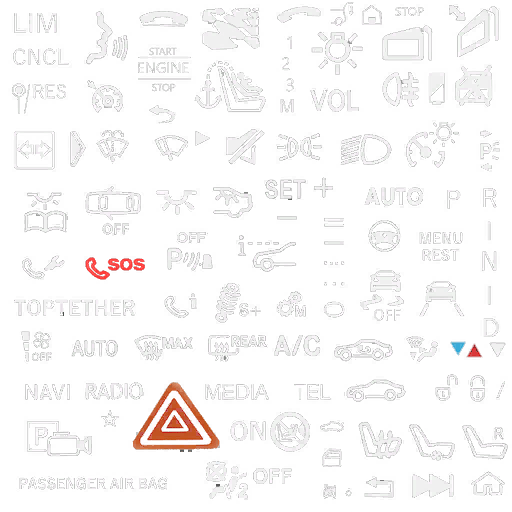 LIM
STOP
CNCL
START
ENGINE
STOP
1
2
3
M
RES
VOL
SET +
AUTO P R
OFF
OFF
MENU
REST
I
N
I
D
P
i
SOS
TOPTETHER
i
S+
M
OFF
OFF
AUTO
MAX
REAR
A/C
NAVI RADIO
MEDIA
TEL
/
ON
P
R
PASSENGER AIR BAG
2
OFF
P